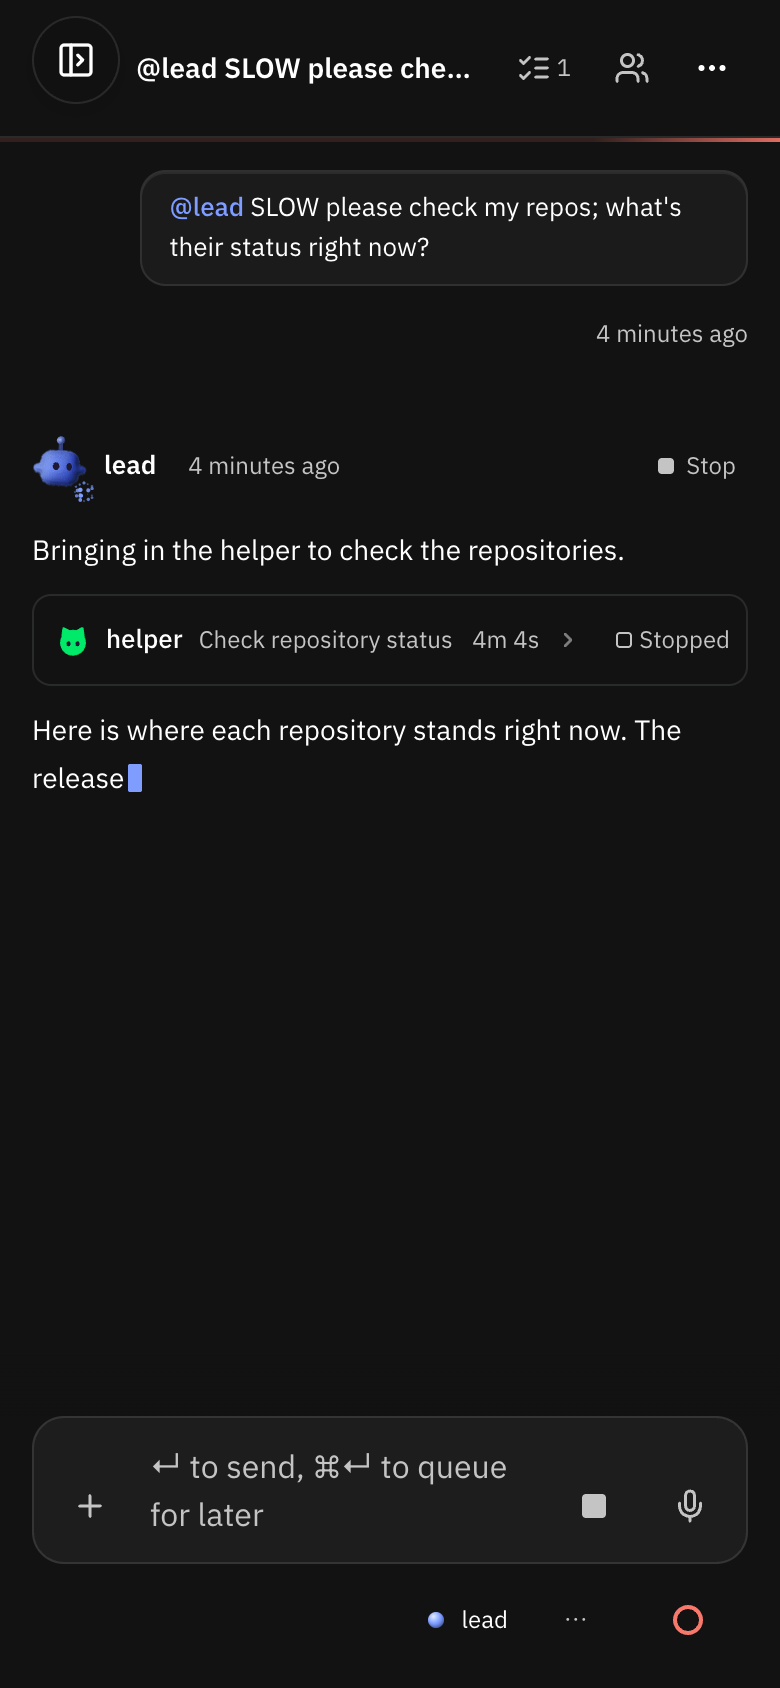 @lead SLOW please che...
1
@lead SLOW please check my repos; what's
their status right now?
4 minutes ago
lead 4 minutes ago Stop
Bringing in the helper to check the repositories.
helper Check repository status 4m 4s Stopped
Here is where each repository stands right now. The
release
↵ to send, ⌘↵ to queue
for later
lead ...